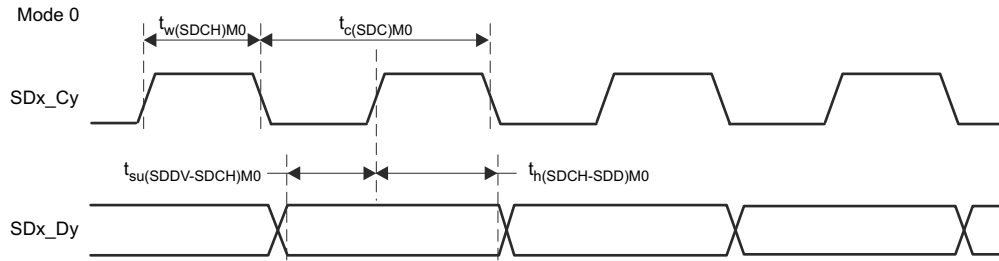 Mode 0
tw(SDCH)M0
tc(SDC)M0
SDx_Cy
tsu(SDDV-SDCH)M0
th(SDCH-SDD)M0
SDx_Dy